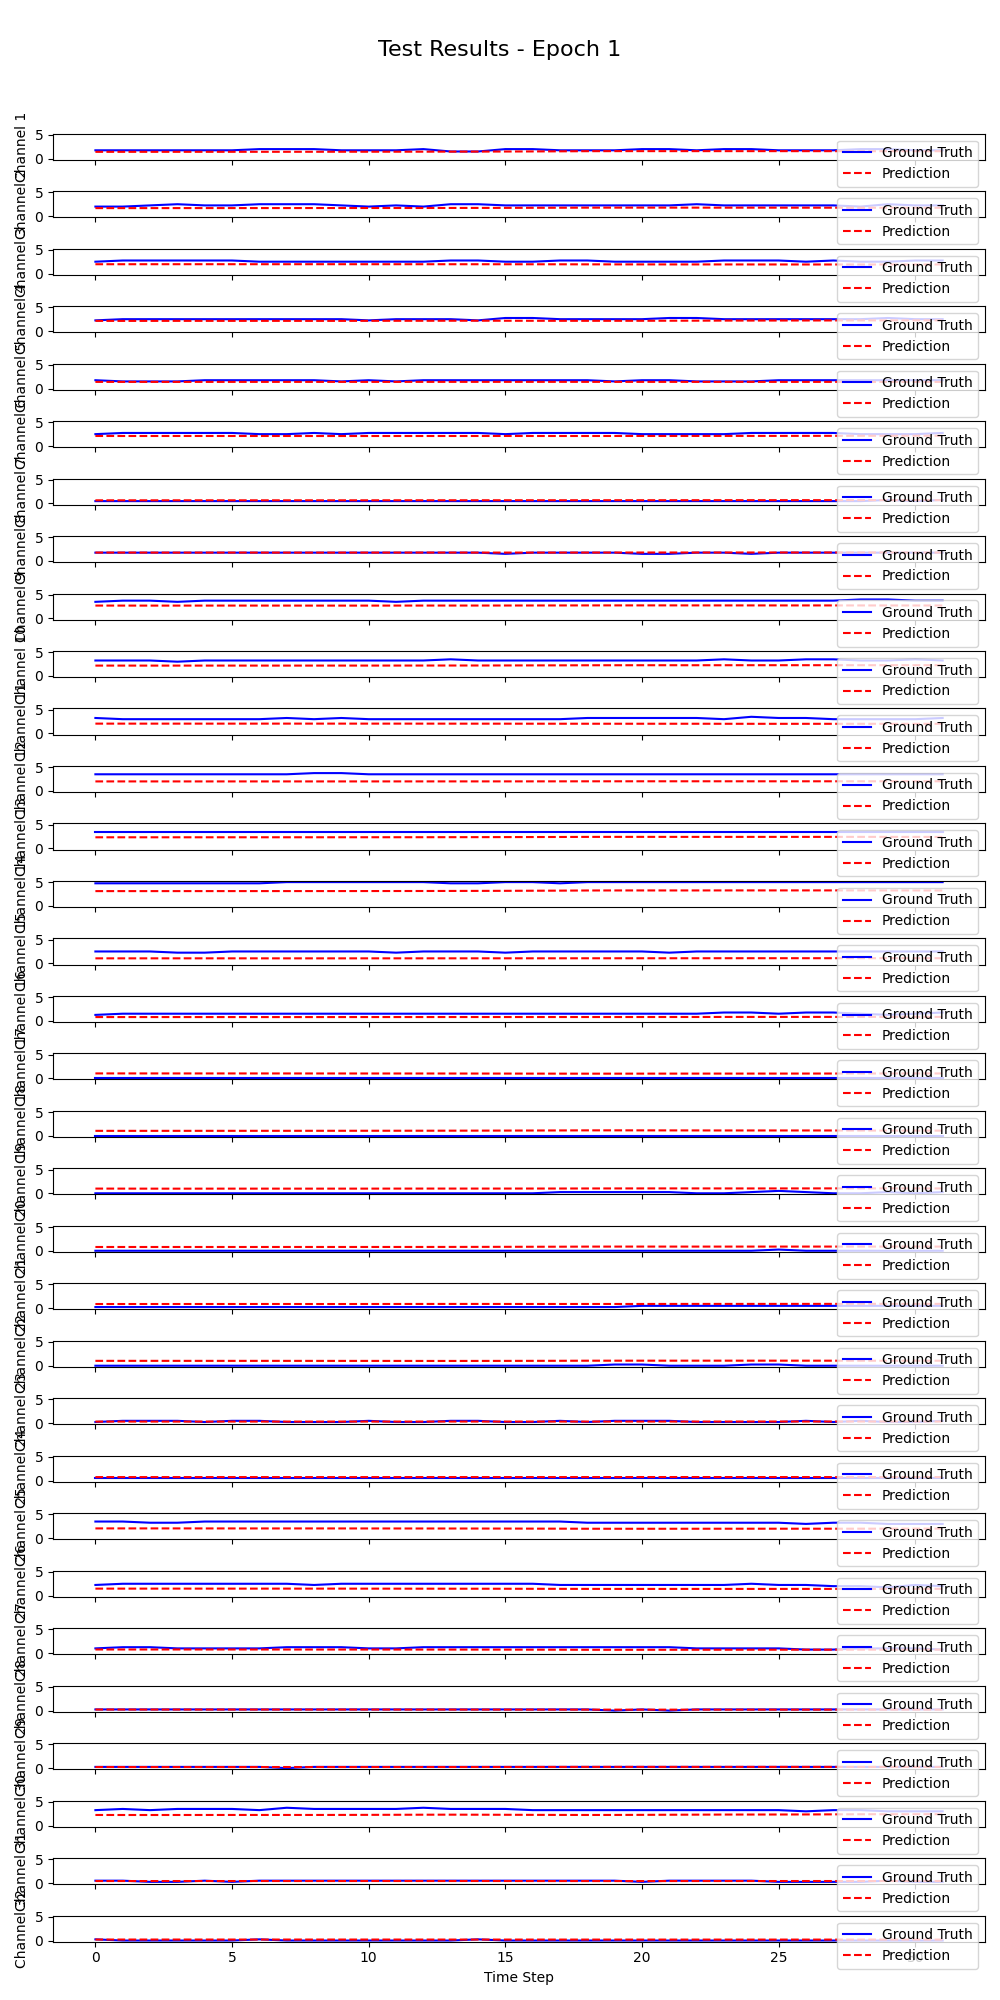 Test Results - Epoch 1
Channel 1
5
0
Ground Truth
Prediction
Channel 2
5
0
Ground Truth
Prediction
Channel 3
5
0
Ground Truth
Prediction
Channel 4
5
0
Ground Truth
Prediction
Channel 5
5
0
Ground Truth
Prediction
Channel 6
5
0
Ground Truth
Prediction
Channel 7
5
0
Ground Truth
Prediction
Channel 8
5
0
Ground Truth
Prediction
Channel 9
5
0
Ground Truth
Prediction
Channel 10
5
0
Ground Truth
Prediction
Channel 11
5
0
Ground Truth
Prediction
Channel 12
5
0
Ground Truth
Prediction
Channel 13
5
0
Ground Truth
Prediction
Channel 14
5
0
Ground Truth
Prediction
Channel 15
5
0
Ground Truth
Prediction
Channel 16
5
0
Ground Truth
Prediction
Channel 17
5
0
Ground Truth
Prediction
Channel 18
5
0
Ground Truth
Prediction
Channel 19
5
0
Ground Truth
Prediction
Channel 20
5
0
Ground Truth
Prediction
Channel 21
5
0
Ground Truth
Prediction
Channel 22
5
0
Ground Truth
Prediction
Channel 23
5
0
Ground Truth
Prediction
Channel 24
5
0
Ground Truth
Prediction
Channel 25
5
0
Ground Truth
Prediction
Channel 26
5
0
Ground Truth
Prediction
Channel 27
5
0
Ground Truth
Prediction
Channel 28
5
0
Ground Truth
Prediction
Channel 29
5
0
Ground Truth
Prediction
Channel 30
5
0
Ground Truth
Prediction
Channel 31
5
0
Ground Truth
Prediction
Channel 32
5
0
Ground Truth
Prediction
0 5 10 15 20 25
Time Step